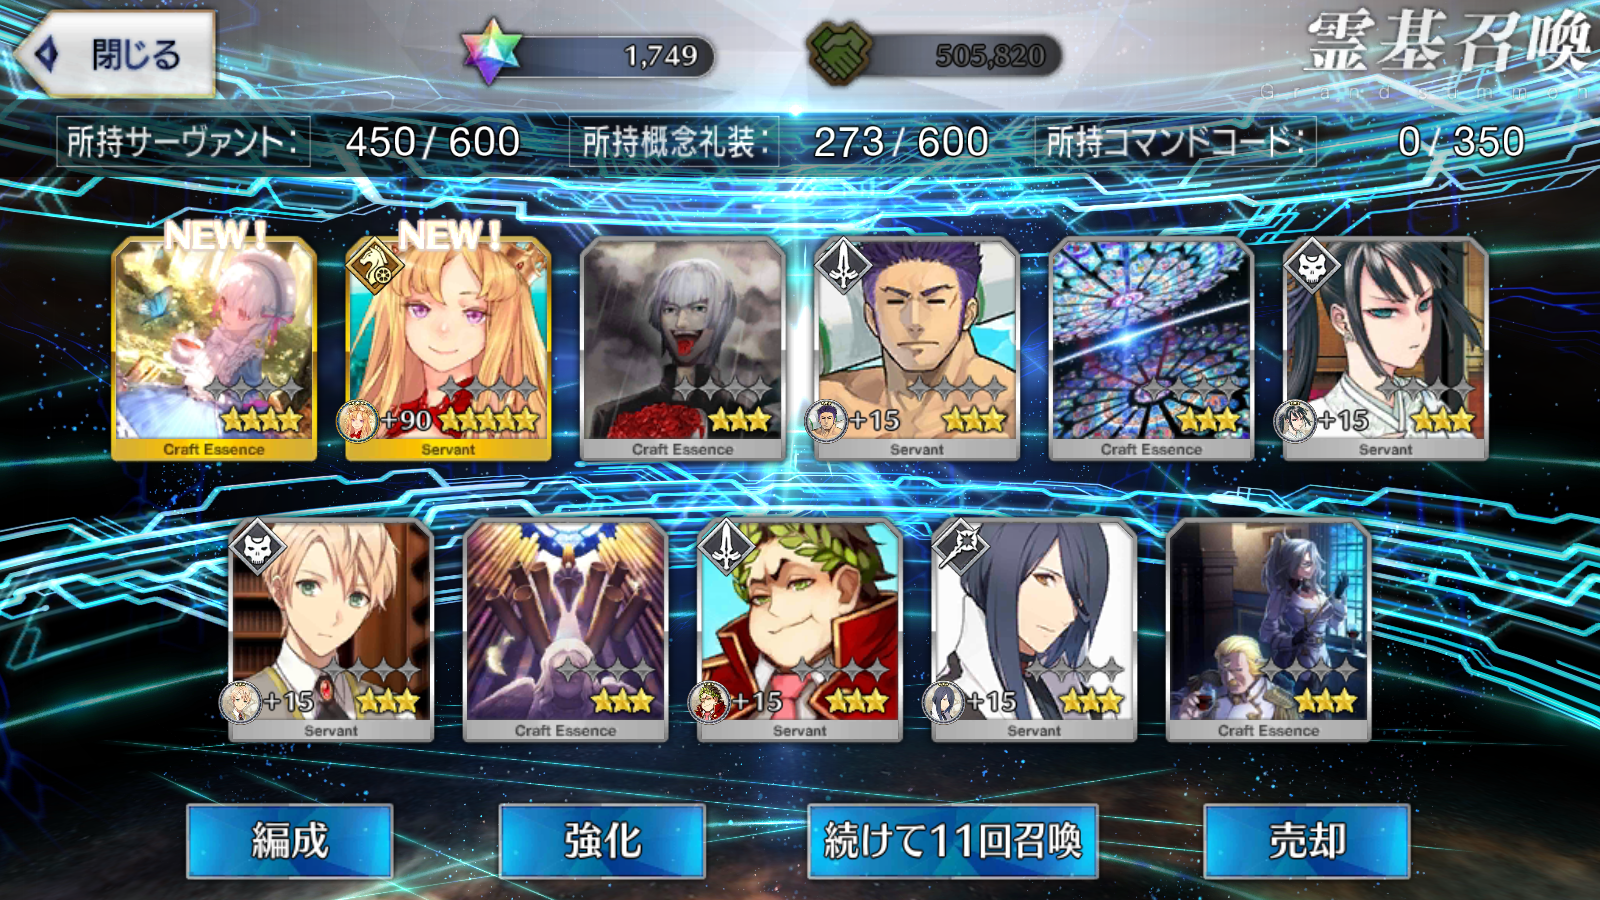 閉じる
1,749
505,820
霊基召喚
Grand summon
所持サーヴァント: 450 / 600
所持概念礼装: 273 / 600
所持コマンドコード: 0 / 350
NEW!
NEW!
+90
+15
+15
Craft Essence
Servant
Craft Essence
Servant
Craft Essence
Servant
+15
+15
+15
Servant
Craft Essence
Servant
Servant
Craft Essence
編成
強化
続けて11回召喚
売却